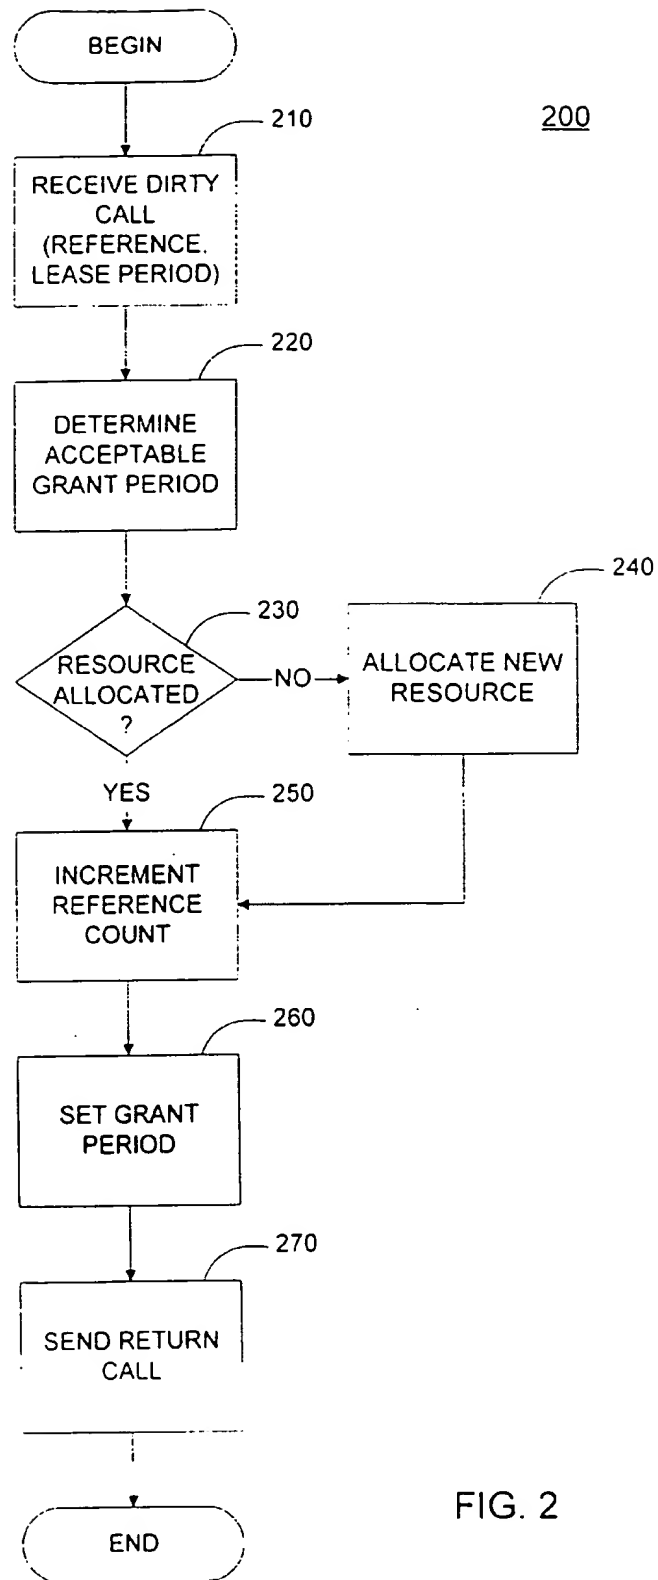 BEGIN
200
210
RECEIVE DIRTY
CALL
(REFERENCE.
LEASE PERIOD)
220
DETERMINE
ACCEPTABLE
GRANT PERIOD
230
RESOURCE
ALLOCATED
?
NO
240
ALLOCATE NEW
RESOURCE
YES
250
INCREMENT
REFERENCE
COUNT
260
SET GRANT
PERIOD
270
SEND RETURN
CALL
END
FIG. 2